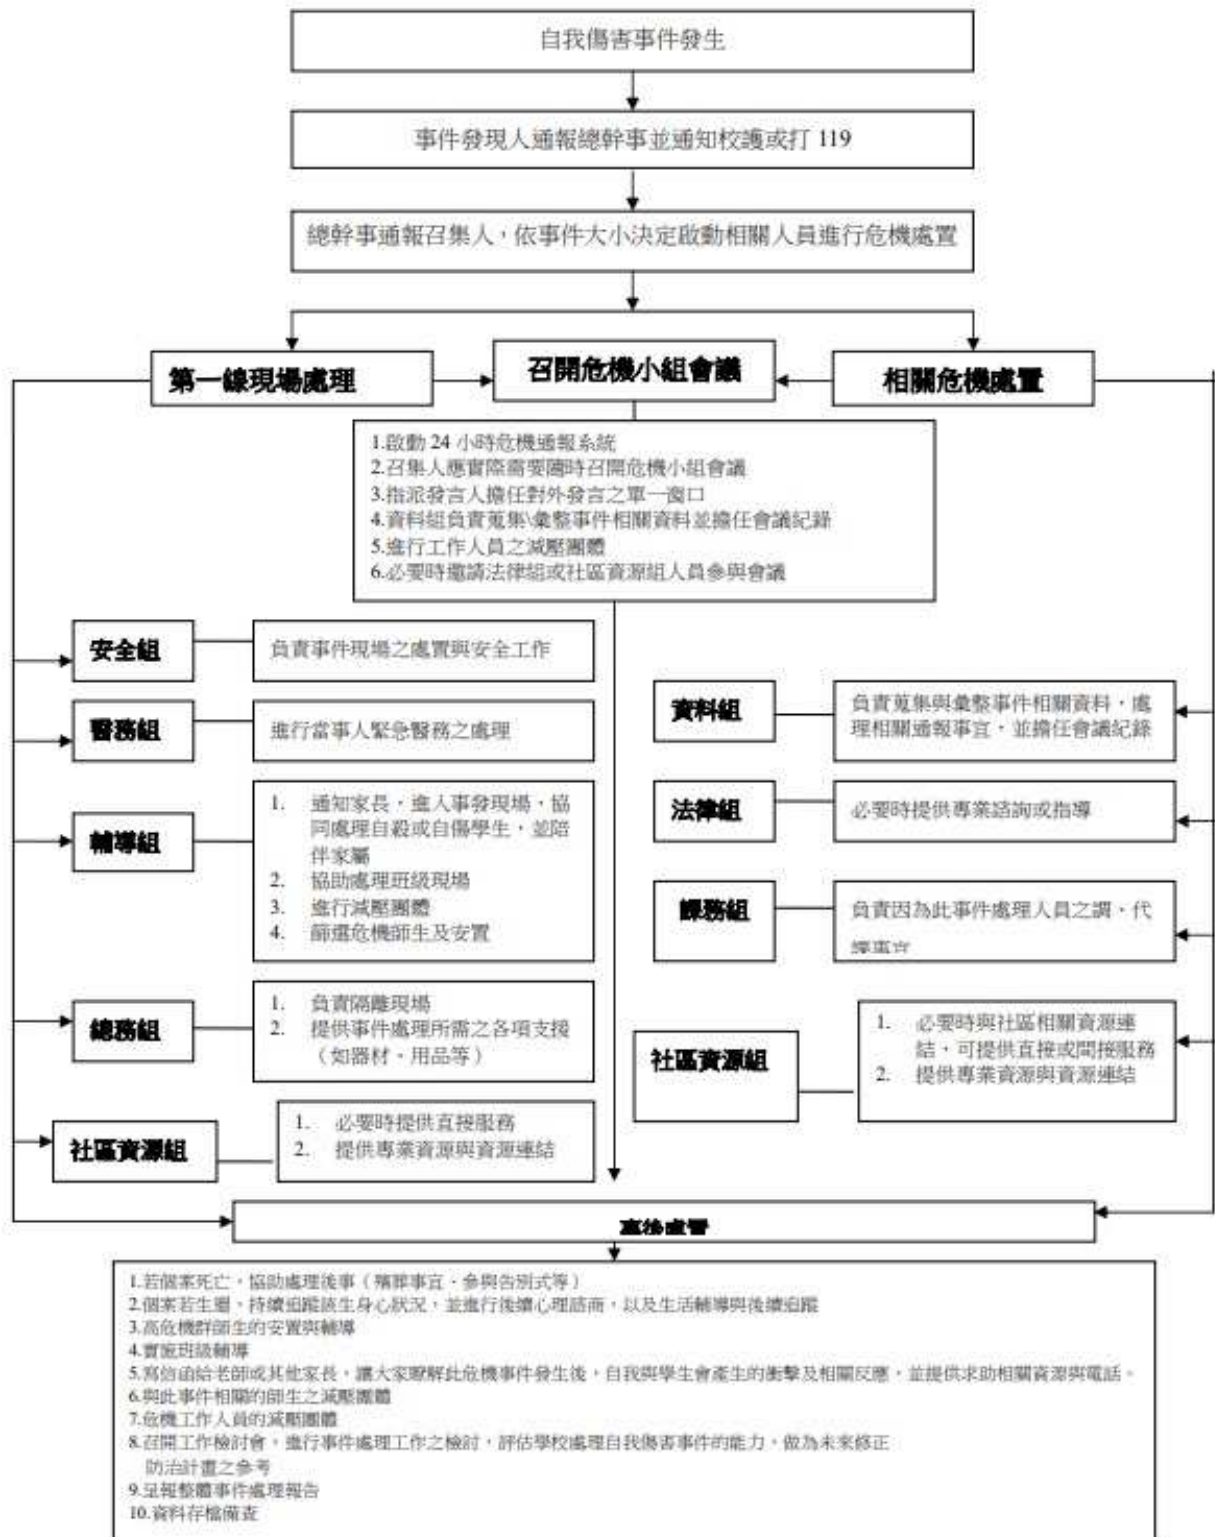 自我傷害事件發生
事件發現人通報總幹事並通知校護或打 119
總幹事通報召集人，依事件大小決定啟動相關人員進行危機處置
第一線現場處理
召開危機小組會議
相關危機處置
1.啟動 24 小時危機通報系統
2.召集人應實際需要隨時召開危機小組會議
3.指派發言人擔任對外發言之單一窗口
4.資料組負責蒐集\彙整事件相關資料並擔任會議紀錄
5.進行工作人員之減壓團體
6.必要時邀請法律組或社區資源組人員參與會議
安全組
負責事件現場之處置與安全工作
醫務組
進行當事人緊急醫務之處理
輔導組
1. 通知家長，進入事發現場，協
同處理自殺或自傷學生，並陪
伴家屬
2. 協助處理班級現場
3. 進行減壓團體
4. 篩選危機師生及安置
總務組
1. 負責隔離現場
2. 提供事件處理所需之各項支援
（如器材、用品等）
社區資源組
1. 必要時提供直接服務
2. 提供專業資源與資源連結
資料組
負責蒐集與彙整事件相關資料，處
理相關通報事宜，並擔任會議紀錄
法律組
必要時提供專業諮詢或指導
課務組
負責因為此事件處理人員之調、代
課事宜
社區資源組
1. 必要時與社區相關資源連
結，可提供直接或間接服務
2. 提供專業資源與資源連結
事後處置
1.若個案死亡，協助處理後事（殯葬事宜、參與告別式等）
2.個案若生還，持續追蹤該生身心狀況，並進行後續心理諮商，以及生活輔導與後續追蹤
3.高危機群師生的安置與輔導
4.實施班級輔導
5.寫信函給老師或其他家長，讓大家瞭解此危機事件發生後，自我與學生會產生的衝擊及相關反應，並提供求助相關資源與電話。
6.與此事件相關的師生之減壓團體
7.危機工作人員的減壓團體
8.召開工作檢討會，進行事件處理工作之檢討，評估學校處理自我傷害事件的能力，做為未來修正
防治計畫之參考
9.呈報整體事件處理報告
10.資料存檔備查